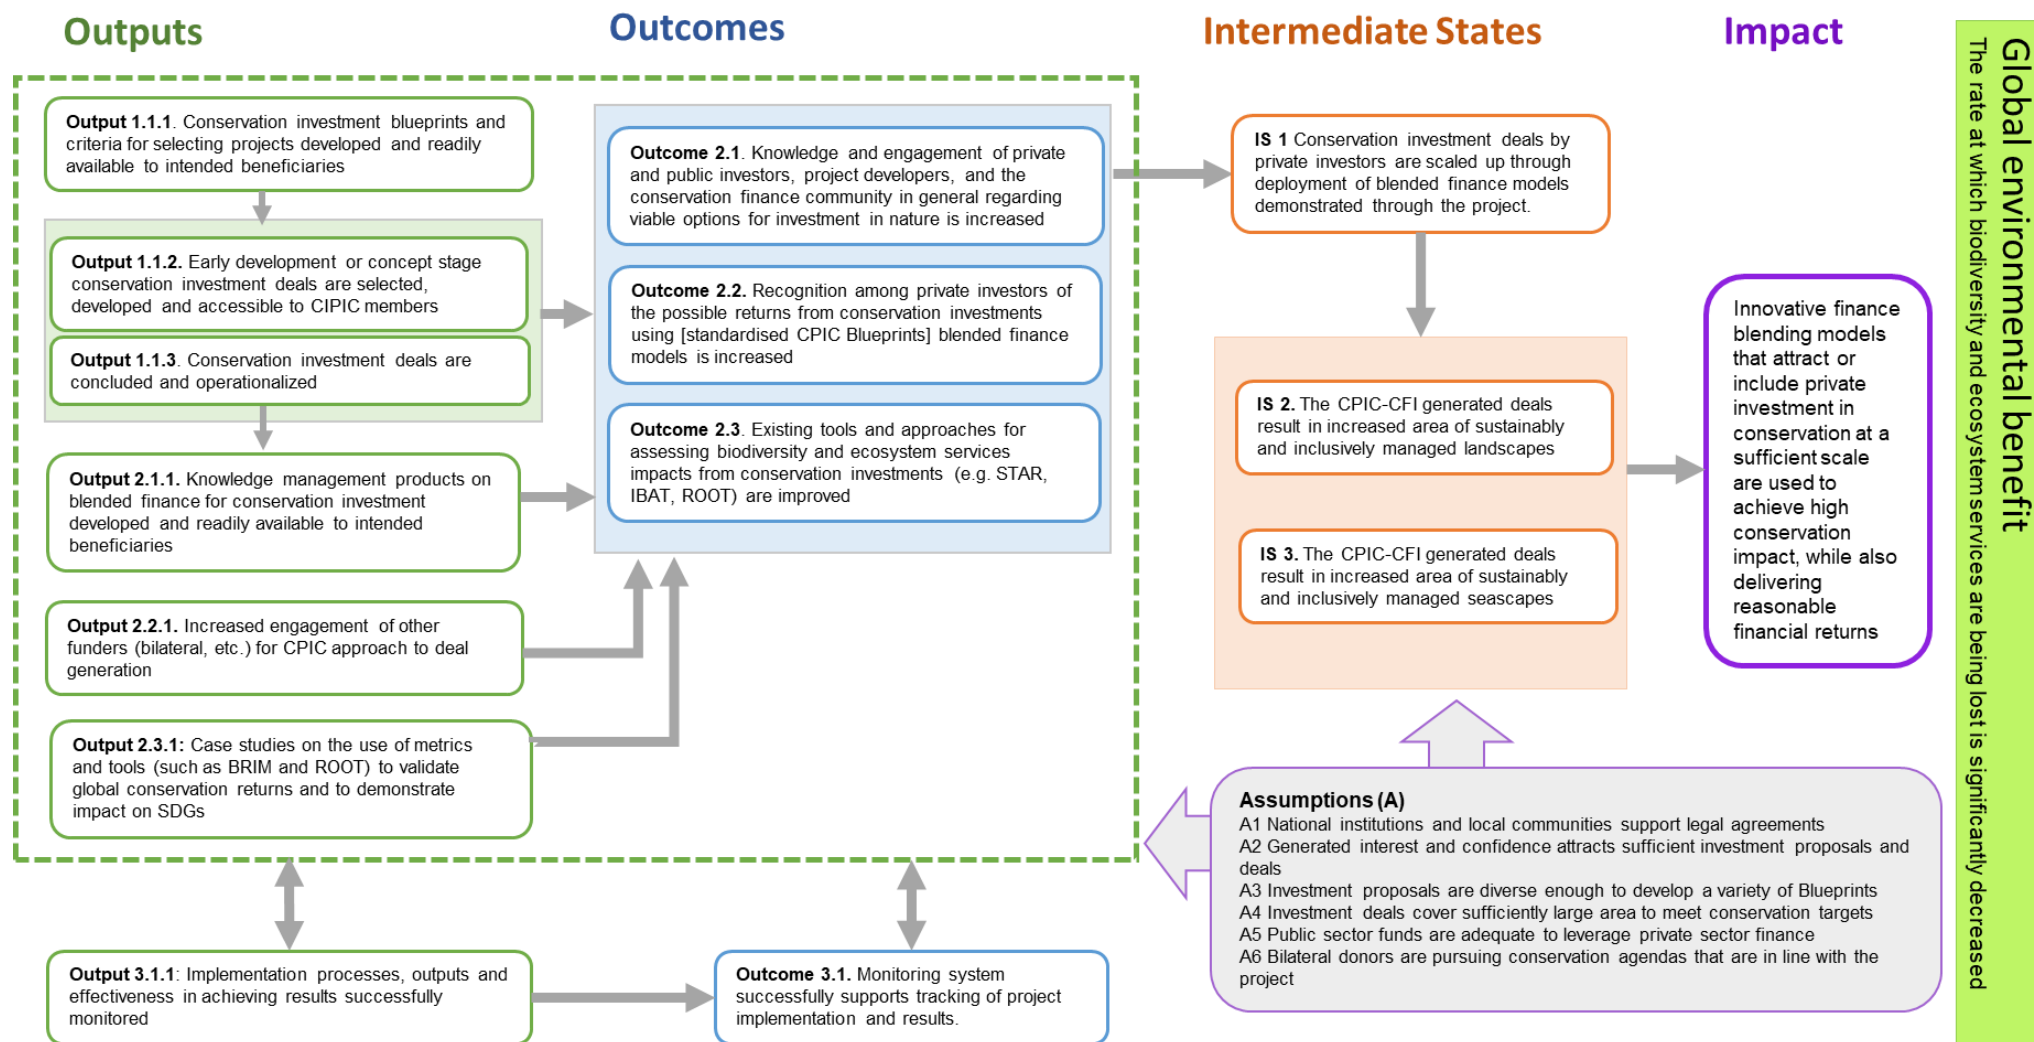 Outputs
Outcomes
Intermediate States
Impact
Output 1.1.1. Conservation investment blueprints and
criteria for selecting projects developed and readily
available to intended beneficiaries
Output 1.1.2. Early development or concept stage
conservation investment deals are selected,
developed and accessible to CIPIC members
Output 1.1.3. Conservation investment deals are
concluded and operationalized
Output 2.1.1. Knowledge management products on
blended finance for conservation investment
developed and readily available to intended
beneficiaries
Output 2.2.1. Increased engagement of other
funders (bilateral, etc.) for CPIC approach to deal
generation
Output 2.3.1: Case studies on the use of metrics
and tools (such as BRIM and ROOT) to validate
global conservation returns and to demonstrate
impact on SDGs
Output 3.1.1: Implementation processes, outputs and
effectiveness in achieving results successfully
monitored
Outcome 2.1. Knowledge and engagement of private
and public investors, project developers, and the
conservation finance community in general regarding
viable options for investment in nature is increased
Outcome 2.2. Recognition among private investors of
the possible returns from conservation investments
using [standardised CPIC Blueprints] blended finance
models is increased
Outcome 2.3. Existing tools and approaches for
assessing biodiversity and ecosystem services
impacts from conservation investments (e.g. STAR,
IBAT, ROOT) are improved
Outcome 3.1. Monitoring system
successfully supports tracking of project
implementation and results.
IS 1 Conservation investment deals by
private investors are scaled up through
deployment of blended finance models
demonstrated through the project.
IS 2. The CPIC-CFI generated deals
result in increased area of sustainably
and inclusively managed landscapes
IS 3. The CPIC-CFI generated deals
result in increased area of sustainably
and inclusively managed seascapes
Assumptions (A)
A1 National institutions and local communities support legal agreements
A2 Generated interest and confidence attracts sufficient investment proposals and
deals
A3 Investment proposals are diverse enough to develop a variety of Blueprints
A4 Investment deals cover sufficiently large area to meet conservation targets
A5 Public sector funds are adequate to leverage private sector finance
A6 Bilateral donors are pursuing conservation agendas that are in line with the
project
Innovative finance
blending models
that attract or
include private
investment in
conservation at a
sufficient scale
are used to
achieve high
conservation
impact, while also
delivering
reasonable
financial returns
Global environmental benefit
The rate at which biodiversity and ecosystem services are being lost is significantly decreased